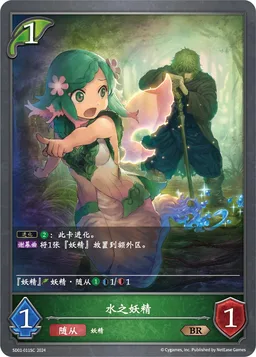 1
进化 2：此卡进化。
谢幕曲 将1张『妖精』放置到额外区。
『妖精』 妖精·随从 1 1/1
水之妖精
1
随从
妖精
BR
1
SD01-011SC 2024
© Cygames, Inc. Published by NetEase Games